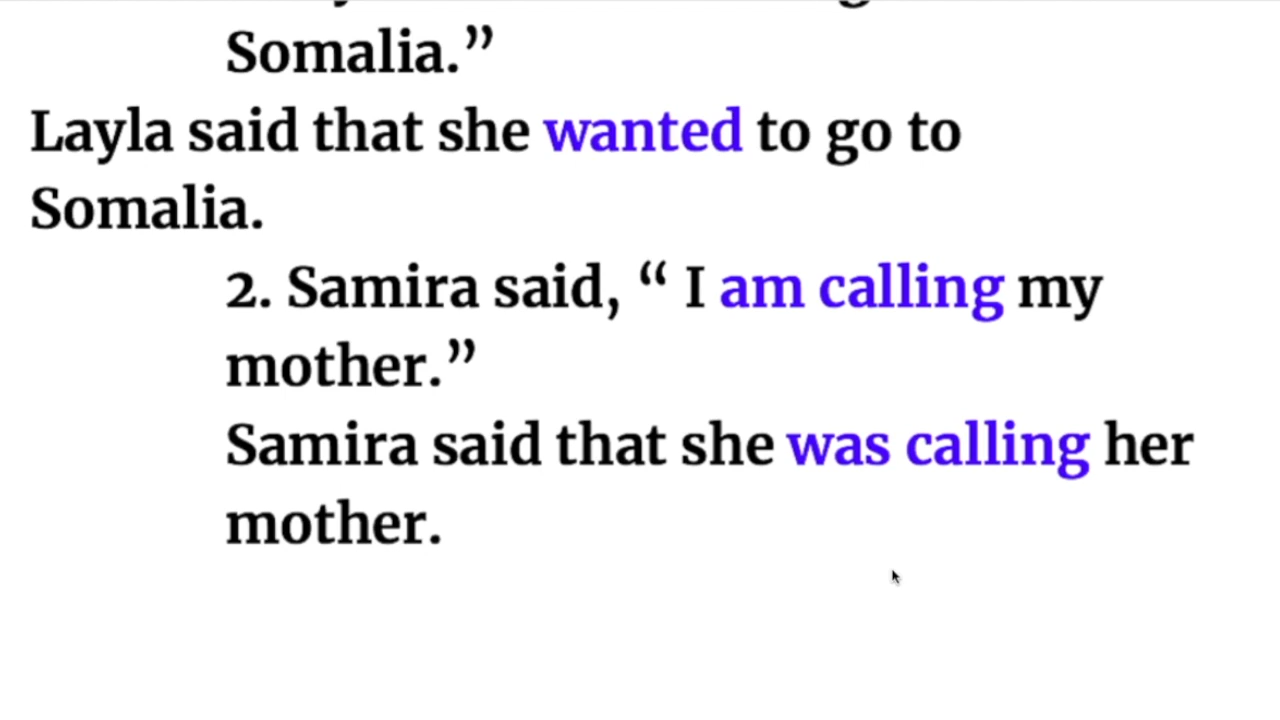 Somalia.”
Layla said that she wanted to go to
Somalia.
2. Samira said, “ I am calling my
mother.”
Samira said that she was calling her
mother.